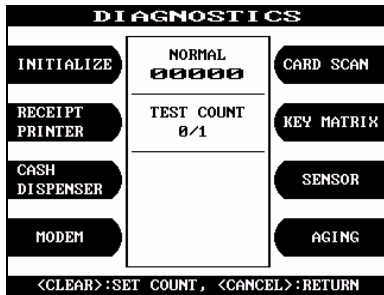 DIAGNOSTICS
INITIALIZE
NORMAL
00000
CARD SCAN
RECEIPT
PRINTER
TEST COUNT
0/1
KEY MATRIX
CASH
DISPENSER
SENSOR
MODEM
AGING
<CLEAR>:SET COUNT, <CANCEL>:RETURN